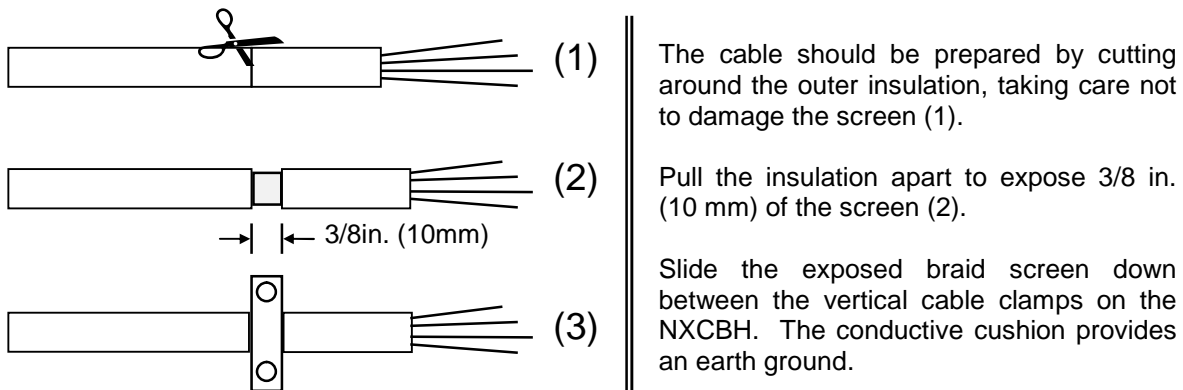 (1)
(2)
3/8in. (10mm)
(3)
The cable should be prepared by cutting
around the outer insulation, taking care not
to damage the screen (1).
Pull the insulation apart to expose 3/8 in.
(10 mm) of the screen (2).
Slide the exposed braid screen down
between the vertical cable clamps on the
NXCBH. The conductive cushion provides
an earth ground.